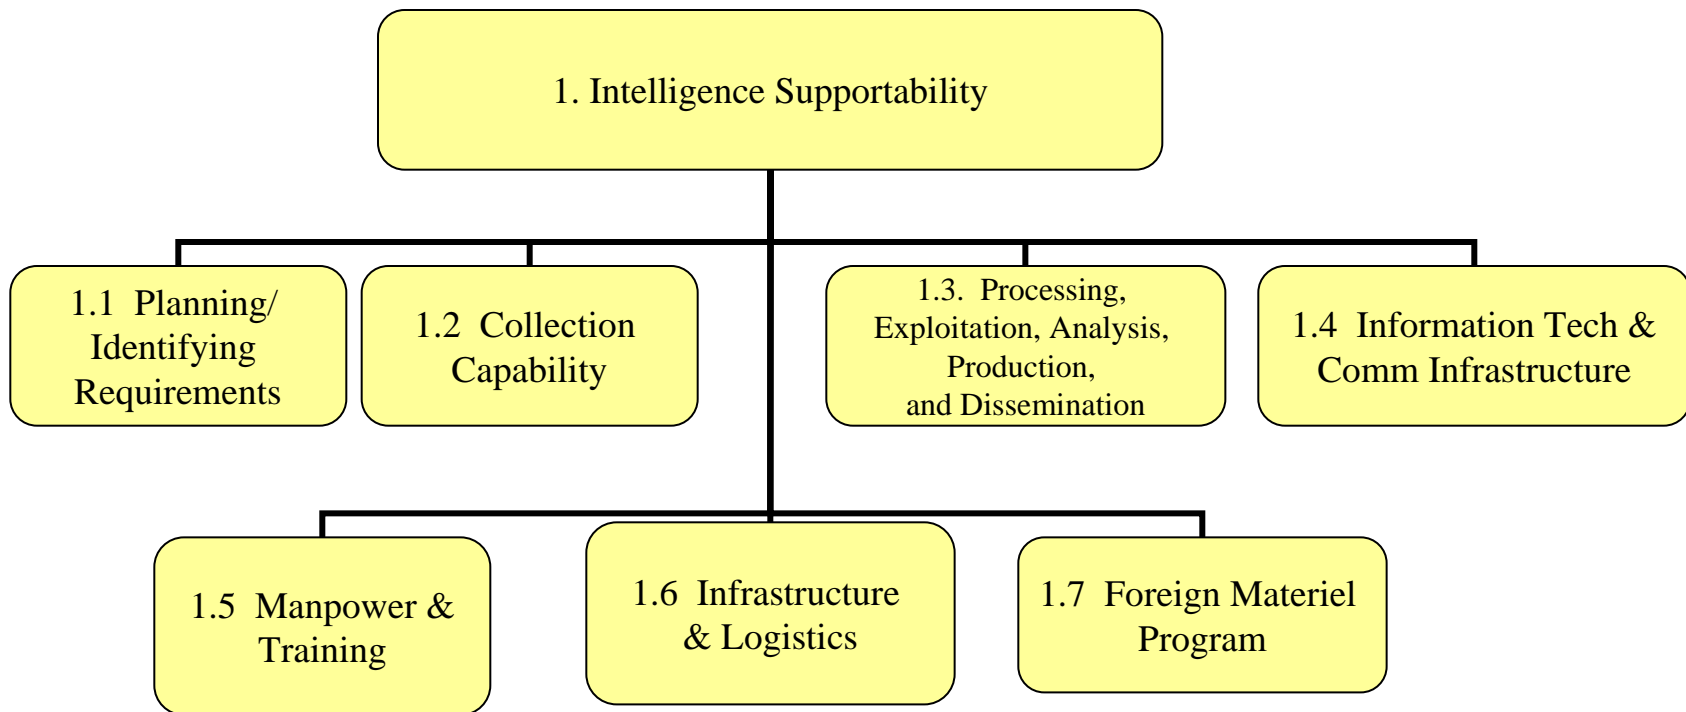 1. Intelligence Supportability
1.1 Planning/
Identifying
Requirements
1.2 Collection
Capability
1.3. Processing,
Exploitation, Analysis,
Production,
and Dissemination
1.4 Information Tech &
Comm Infrastructure
1.5 Manpower &
Training
1.6 Infrastructure
& Logistics
1.7 Foreign Materiel
Program